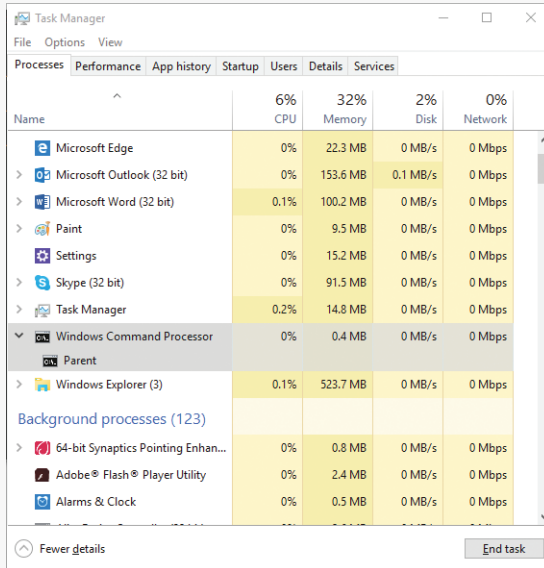 Task Manager
File Options View
Processes Performance App history Startup Users Details Services
6% 32% 2% 0%
Name CPU Memory Disk Network
Microsoft Edge 0% 22.3 MB 0 MB/s 0 Mbps
Microsoft Outlook (32 bit) 0% 153.6 MB 0.1 MB/s 0 Mbps
Microsoft Word (32 bit) 0.1% 100.2 MB 0 MB/s 0 Mbps
Paint 0% 9.5 MB 0 MB/s 0 Mbps
Settings 0% 15.2 MB 0 MB/s 0 Mbps
Skype (32 bit) 0% 91.5 MB 0 MB/s 0 Mbps
Task Manager 0.2% 14.8 MB 0 MB/s 0 Mbps
Windows Command Processor 0% 0.4 MB 0 MB/s 0 Mbps
Parent
Windows Explorer (3) 0.1% 523.7 MB 0 MB/s 0 Mbps
Background processes (123)
64-bit Synaptics Pointing Enhan... 0% 0.8 MB 0 MB/s 0 Mbps
Adobe® Flash® Player Utility 0% 2.4 MB 0 MB/s 0 Mbps
Alarms & Clock 0% 0.5 MB 0 MB/s 0 Mbps
Fewer details End task